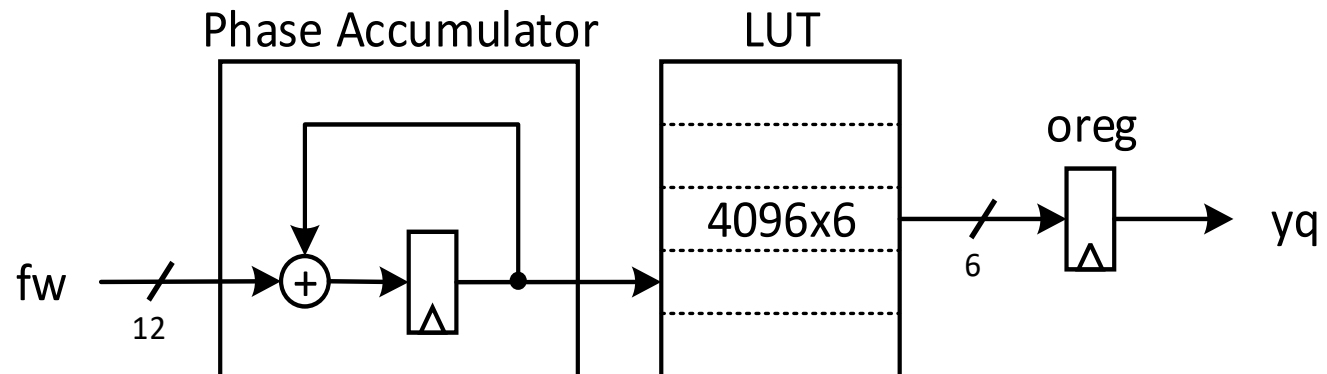 Phase Accumulator
LUT
oreg
4096x6
yq
fw
+
12
6